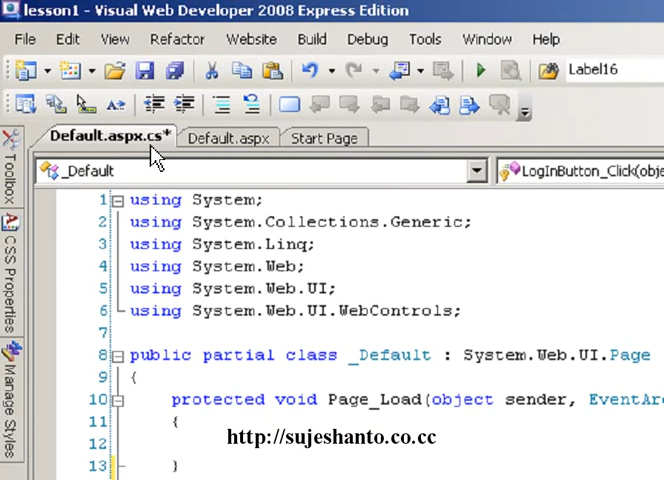 lesson1 - Visual Web Developer 2008 Express Edition
File Edit View Refactor Website Build Debug Tools Window Help
Label16
Default.aspx.cs* Default.aspx Start Page
_Default LogInButton_Click(obje
Toolbox
CSS Properties
Manage Styles
1 using System;
2 using System.Collections.Generic;
3 using System.Linq;
4 using System.Web;
5 using System.Web.UI;
6 using System.Web.UI.WebControls;
7
8 public partial class _Default : System.Web.UI.Page
9 {
10 protected void Page_Load(object sender, EventAr
11 {
12
http://sujeshanto.co.cc
13 }